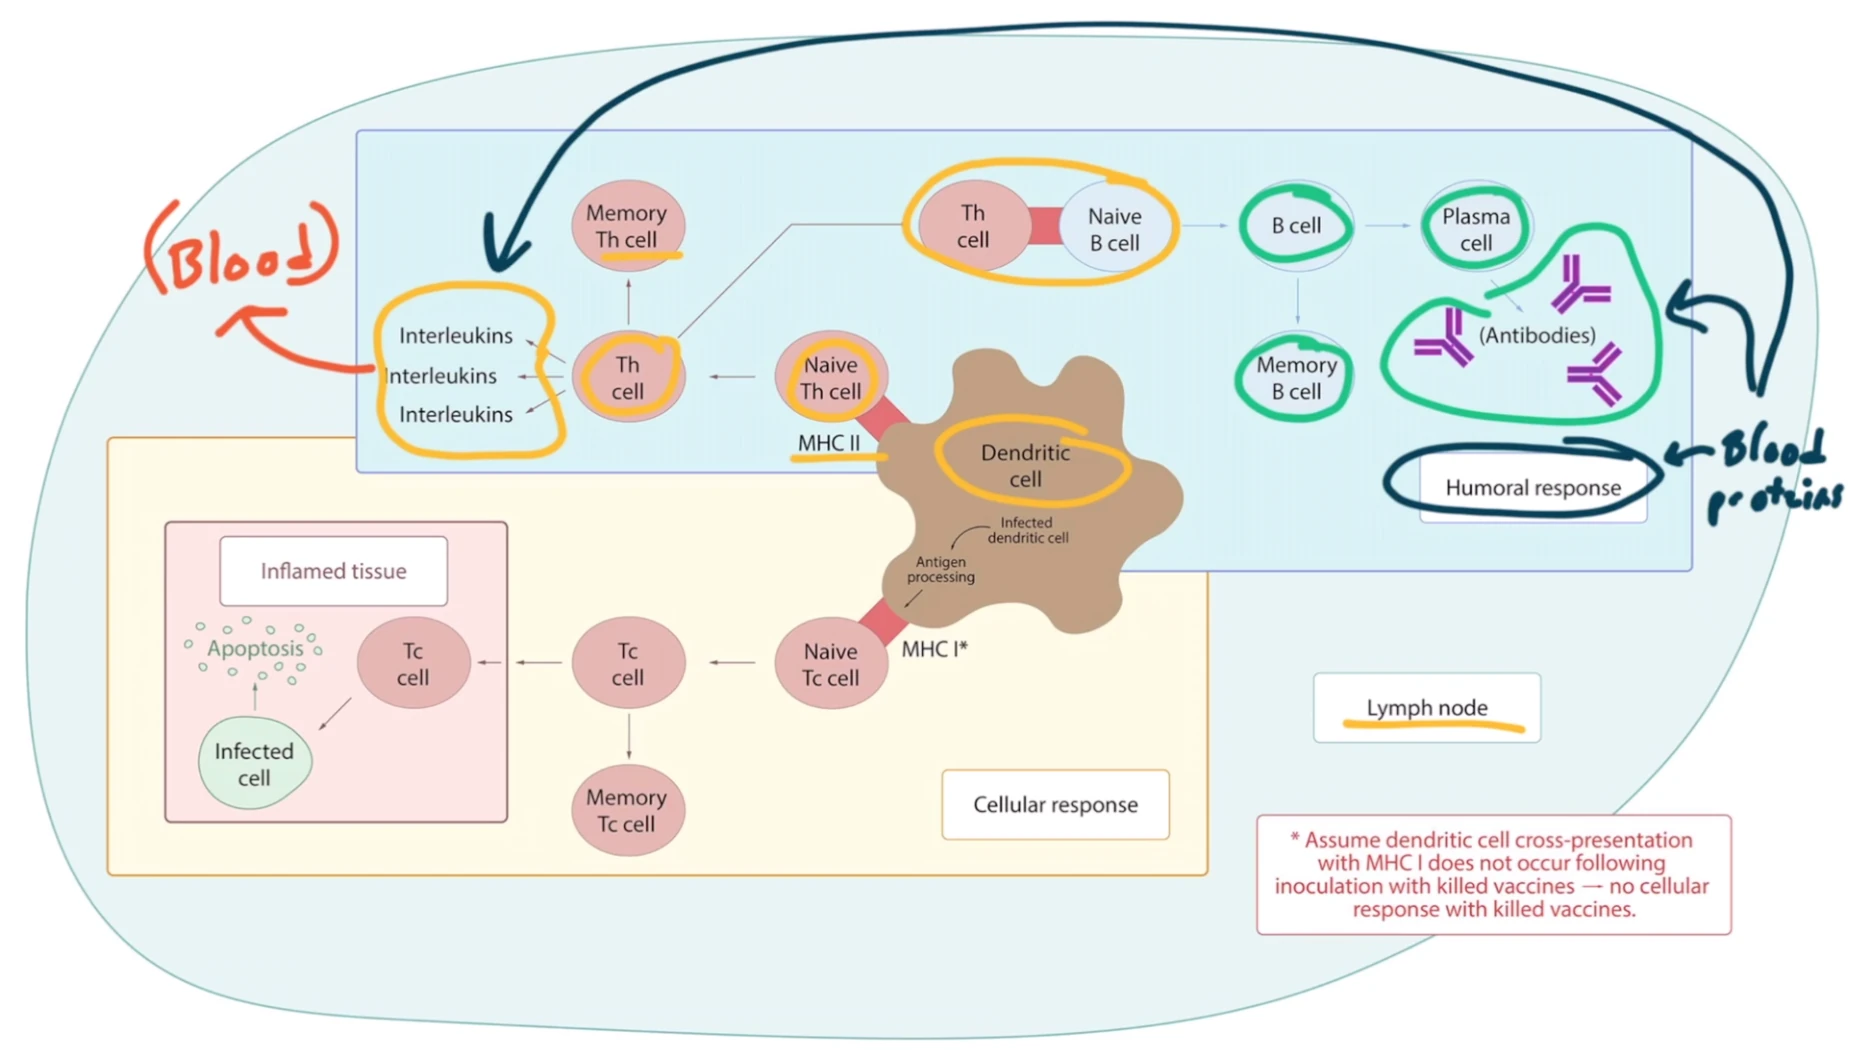 (Blood)
Memory
Th cell
Th
cell
Naive
B cell
B cell
Plasma
cell
Interleukins
Interleukins
Interleukins
Th
cell
Naive
Th cell
MHC II
Memory
B cell
(Antibodies)
Dendritic
cell
Infected
dendritic cell
Antigen
processing
Humoral response
Blood
proteins
Inflamed tissue
Apoptosis
Tc
cell
Tc
cell
Naive
Tc cell
MHC I*
Infected
cell
Memory
Tc cell
Cellular response
Lymph node
* Assume dendritic cell cross-presentation
with MHC I does not occur following
inoculation with killed vaccines → no cellular
response with killed vaccines.